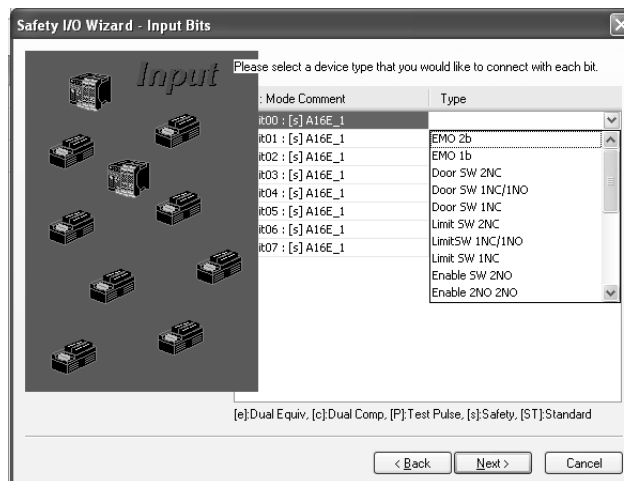 Safety I/O Wizard - Input Bits
Input
Please select a device type that you would like to connect with each bit.
: Mode Comment Type
it00 : [s] A16E_1
it01 : [s] A16E_1
it02 : [s] A16E_1
it03 : [s] A16E_1
it04 : [s] A16E_1
it05 : [s] A16E_1
it06 : [s] A16E_1
it07 : [s] A16E_1
EMO 2b
EMO 1b
Door SW 2NC
Door SW 1NC/1NO
Door SW 1NC
Limit SW 2NC
LimitSW 1NC/1NO
Limit SW 1NC
Enable SW 2NO
Enable 2NO 2NO
[e]:Dual Equiv, [c]:Dual Comp, [P]:Test Pulse, [s]:Safety, [ST]:Standard
< Back Next > Cancel